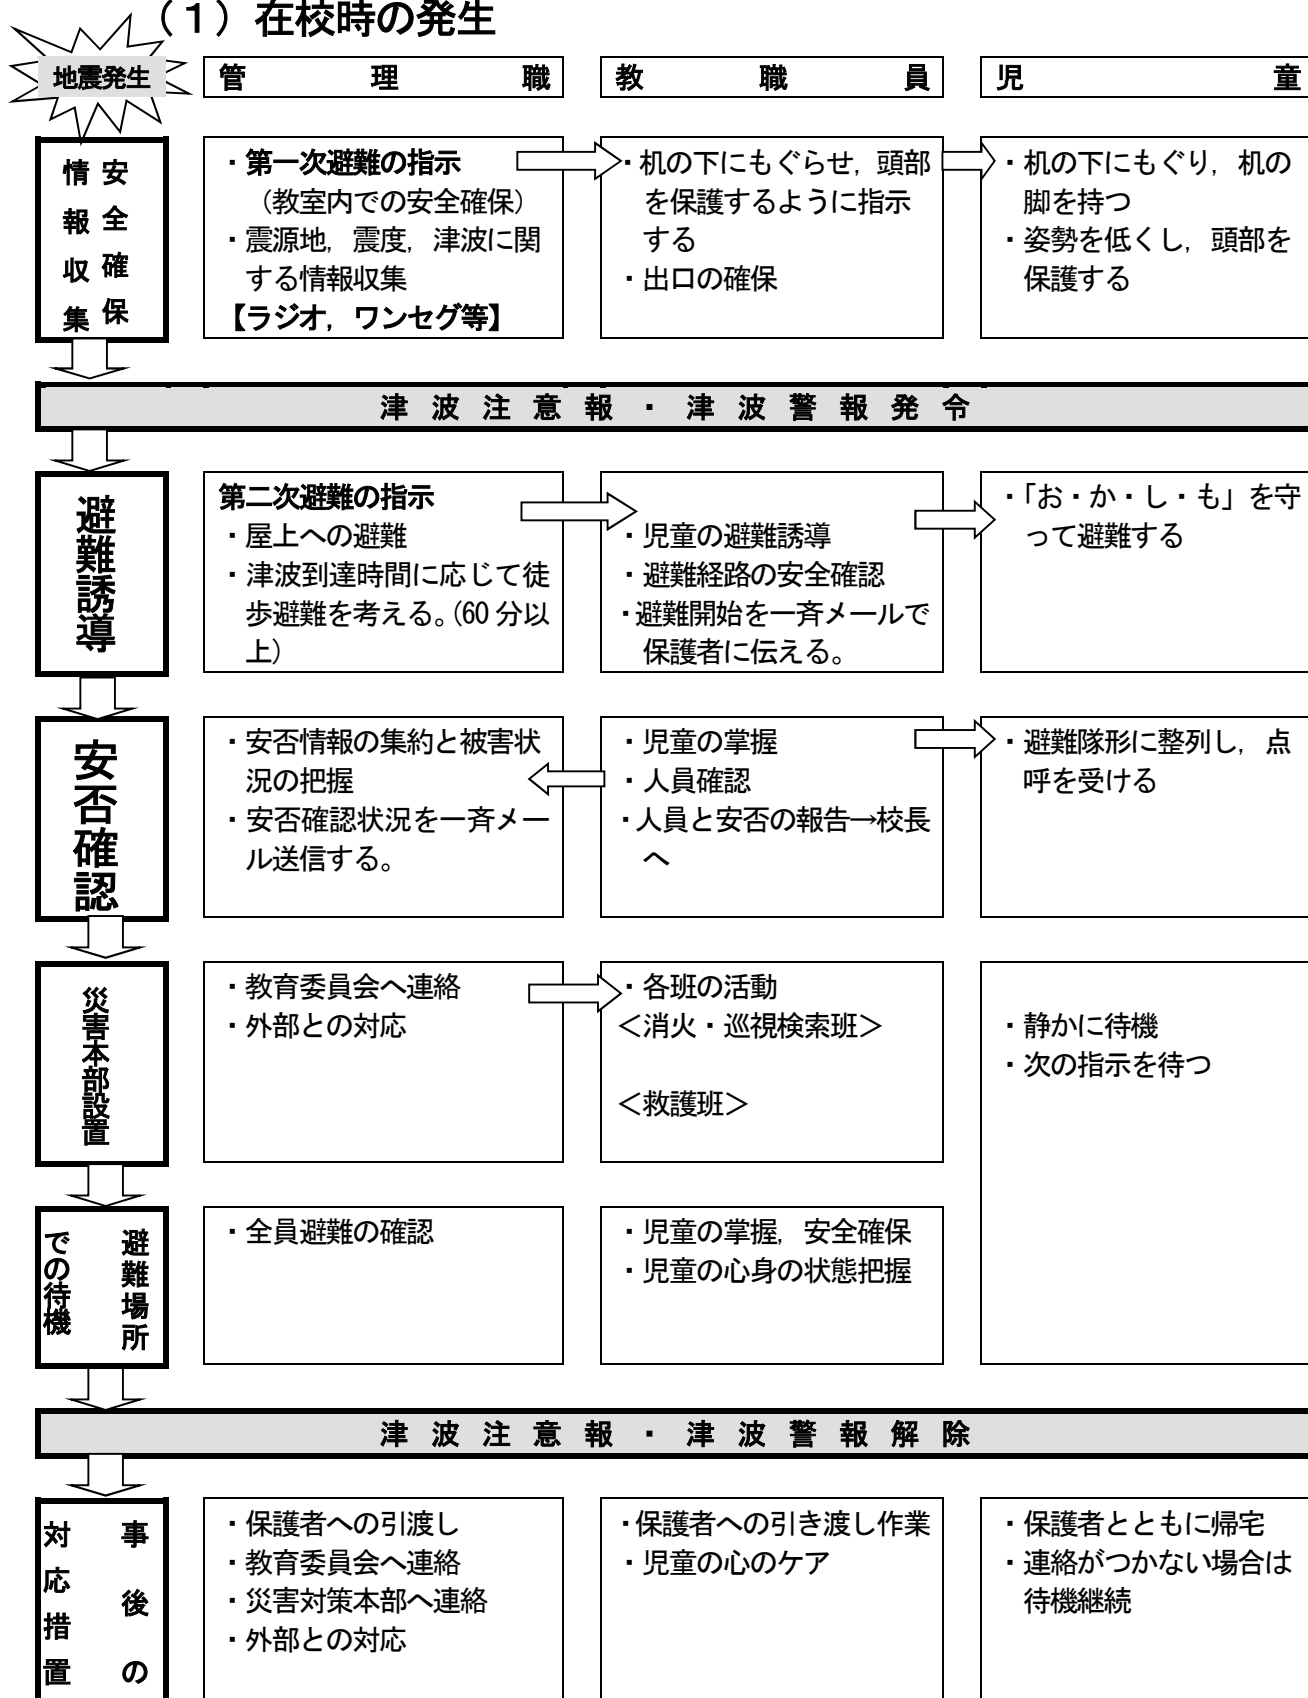 （１）在校時の発生
地震発生
管理職
教職員
児童
安全確保
情報収集
・第一次避難の指示
（教室内での安全確保）
・震源地，震度，津波に関
する情報収集
【ラジオ，ワンセグ等】
・机の下にもぐらせ，頭部
を保護するように指示
する
・出口の確保
・机の下にもぐり，机の
脚を持つ
・姿勢を低くし，頭部を
保護する
津波注意報・津波警報発令
避難誘導
第二次避難の指示
・屋上への避難
・津波到達時間に応じて徒
歩避難を考える。（60 分以
上）
・児童の避難誘導
・避難経路の安全確認
・避難開始を一斉メールで
保護者に伝える。
・「お・か・し・も」を守
って避難する
安否確認
・安否情報の集約と被害状
況の把握
・安否確認状況を一斉メー
ル送信する。
・児童の掌握
・人員確認
・人員と安否の報告→校長
へ
・避難隊形に整列し，点
呼を受ける
災害本部設置
・教育委員会へ連絡
・外部との対応
・各班の活動
＜消火・巡視検索班＞
＜救護班＞
・静かに待機
・次の指示を待つ
避難場所
での待機
・全員避難の確認
・児童の掌握，安全確保
・児童の心身の状態把握
津波注意報・津波警報解除
事後の
対応措置
・保護者への引渡し
・教育委員会へ連絡
・災害対策本部へ連絡
・外部との対応
・保護者への引き渡し作業
・児童の心のケア
・保護者とともに帰宅
・連絡がつかない場合は
待機継続